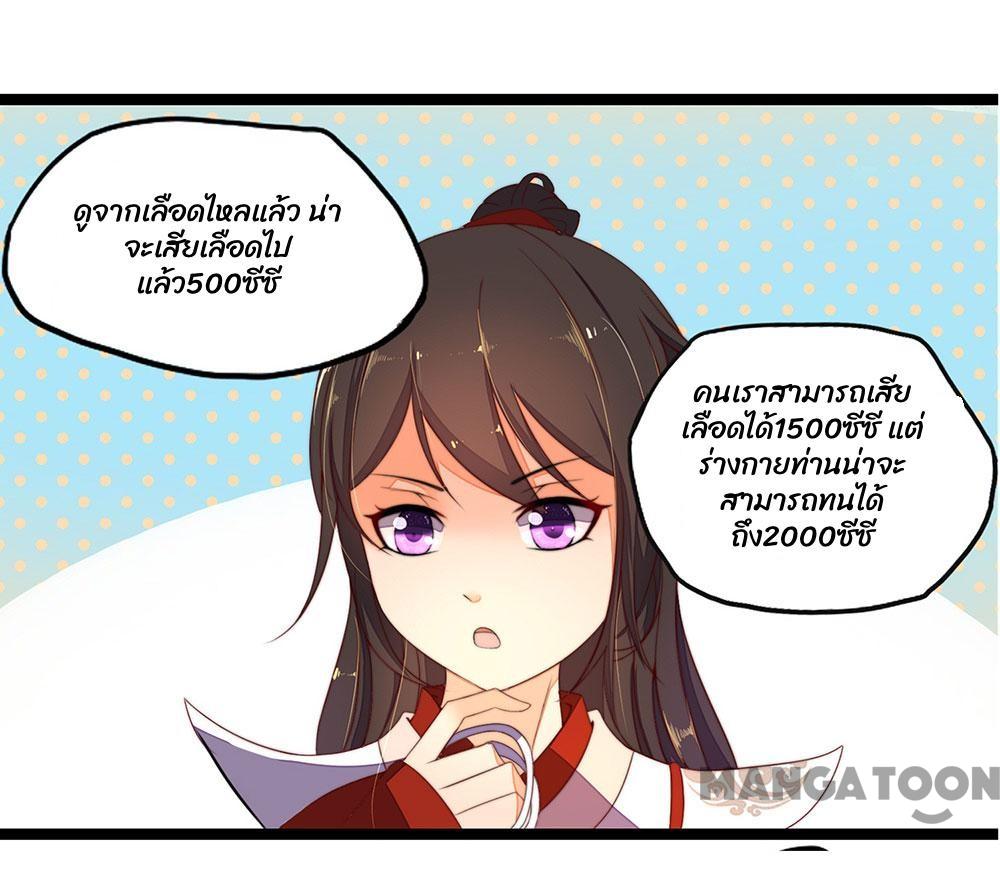 ดูจากเลือดไหลแล้ว น่า
จะเสียเลือดไป
แล้ว500ซีซี
คนเราสามารถเสีย
เลือดได้1500ซีซี แต่
ร่างกายท่านน่าจะ
สามารถทนได้
ถึง2000ซีซี
MANGATOON